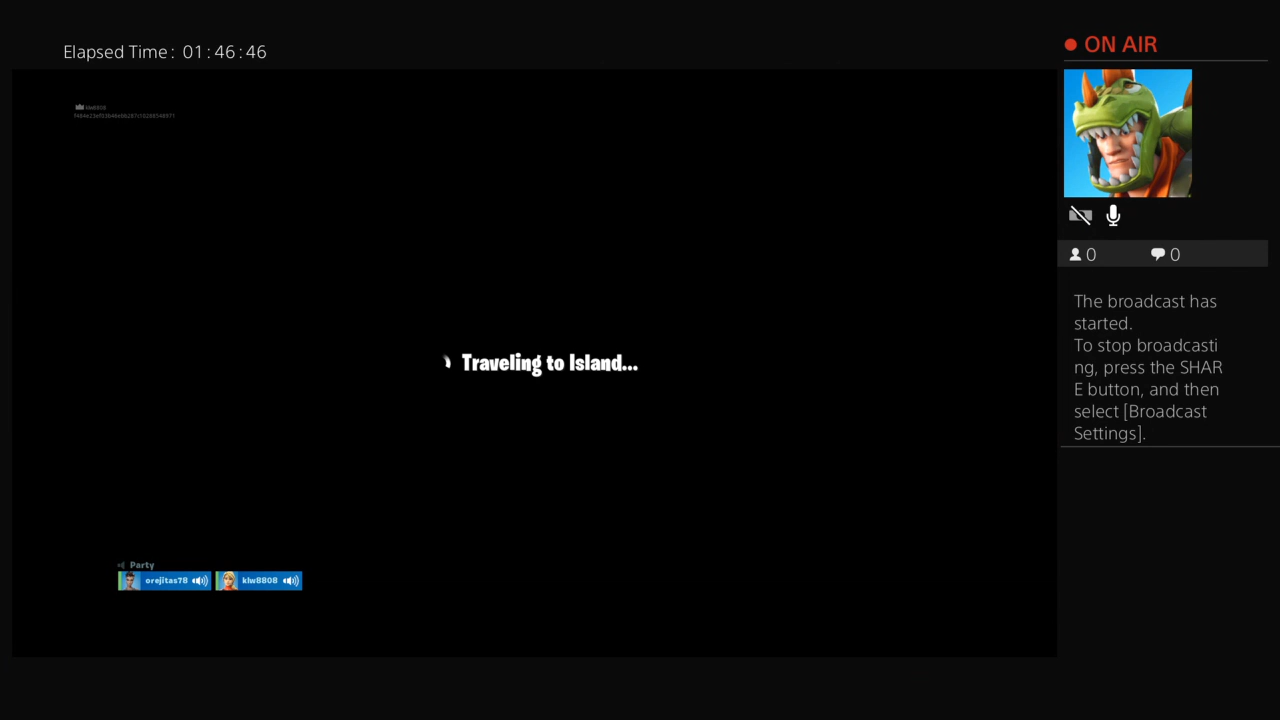 Elapsed Time: 01:46:46
ON AIR
klw8808
0
0
The broadcast has
started.
To stop broadcasti
ng, press the SHAR
E button, and then
select [Broadcast
Settings].
Traveling to Island...
Party
orejitas78
klw8808